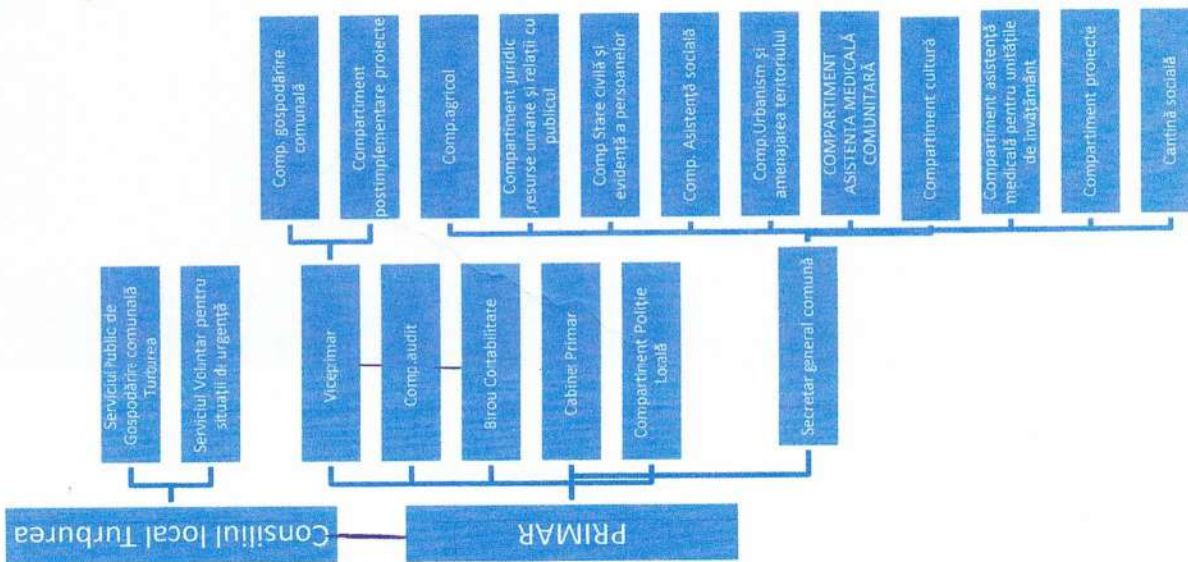 Consiliul local Turburea
PRIMAR
Serviciul Public de
Gospodărire comunală
Turburea
Serviciul Voluntar pentru
situații de urgență
Viceprimar
Comp.audit
Birou Contabilitate
Cabinet Primar
Compartiment Poliție
Locală
Secretar general comună
Comp. gospodărire
comunală
Compartiment
postimplementare proiecte
Comp.agricol
Compartiment juridic
,resurse umane și relații cu
publicul
Comp Stare civilă și
evidență a persoanelor
Comp. Asistență socială
Comp.Urbanism și
amenajarea teritoriului
COMPARTIMENT
ASISTENTA MEDICALĂ
COMUNITARĂ
Compartiment cultură
Compartiment asistență
medicală pentru unitățile
de învățământ
Compartiment proiecte
Cantină socială